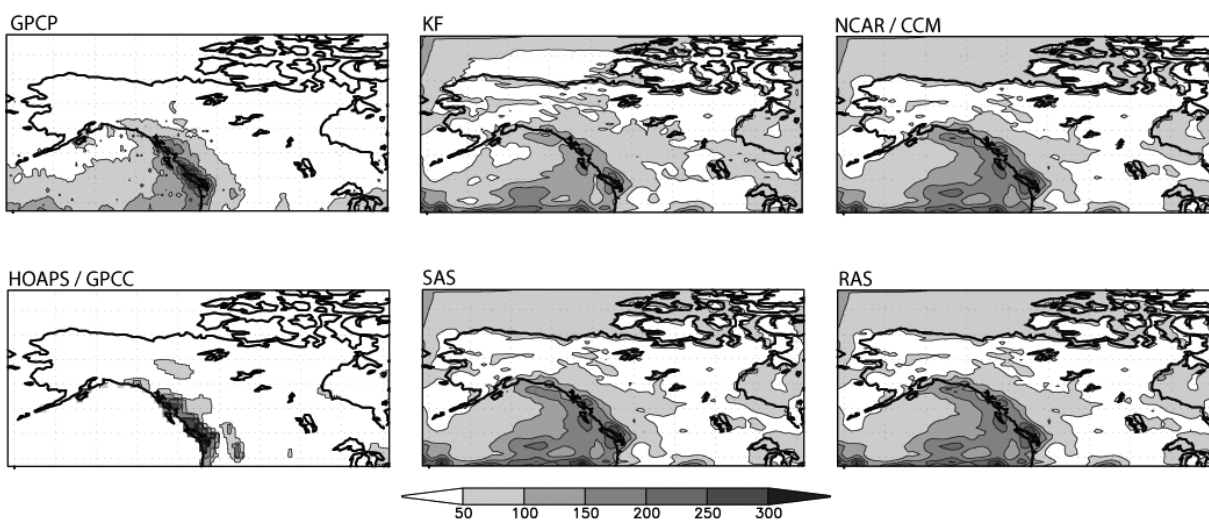 GPCP
KF
NCAR / CCM
HOAPS / GPCC
SAS
RAS
50 100 150 200 250 300